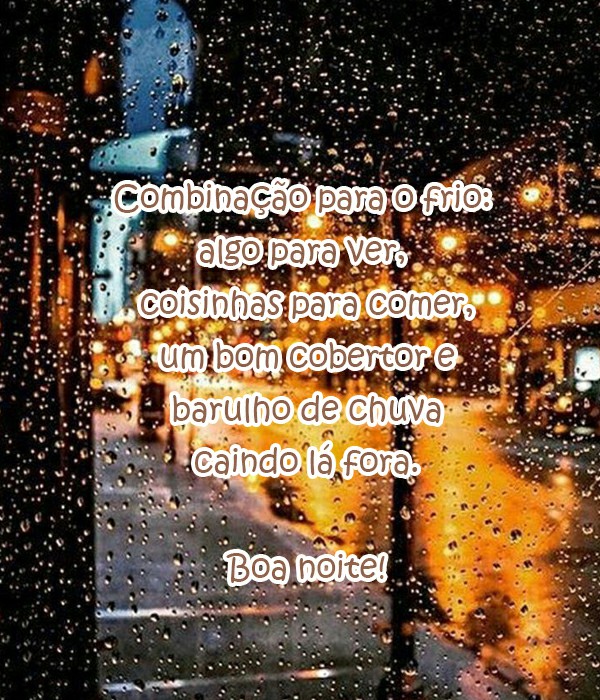 Combinação para o frio:
algo para ver,
coisinhas para comer,
um bom cobertor e
barulho de chuva
caindo lá fora.
Boa noite!